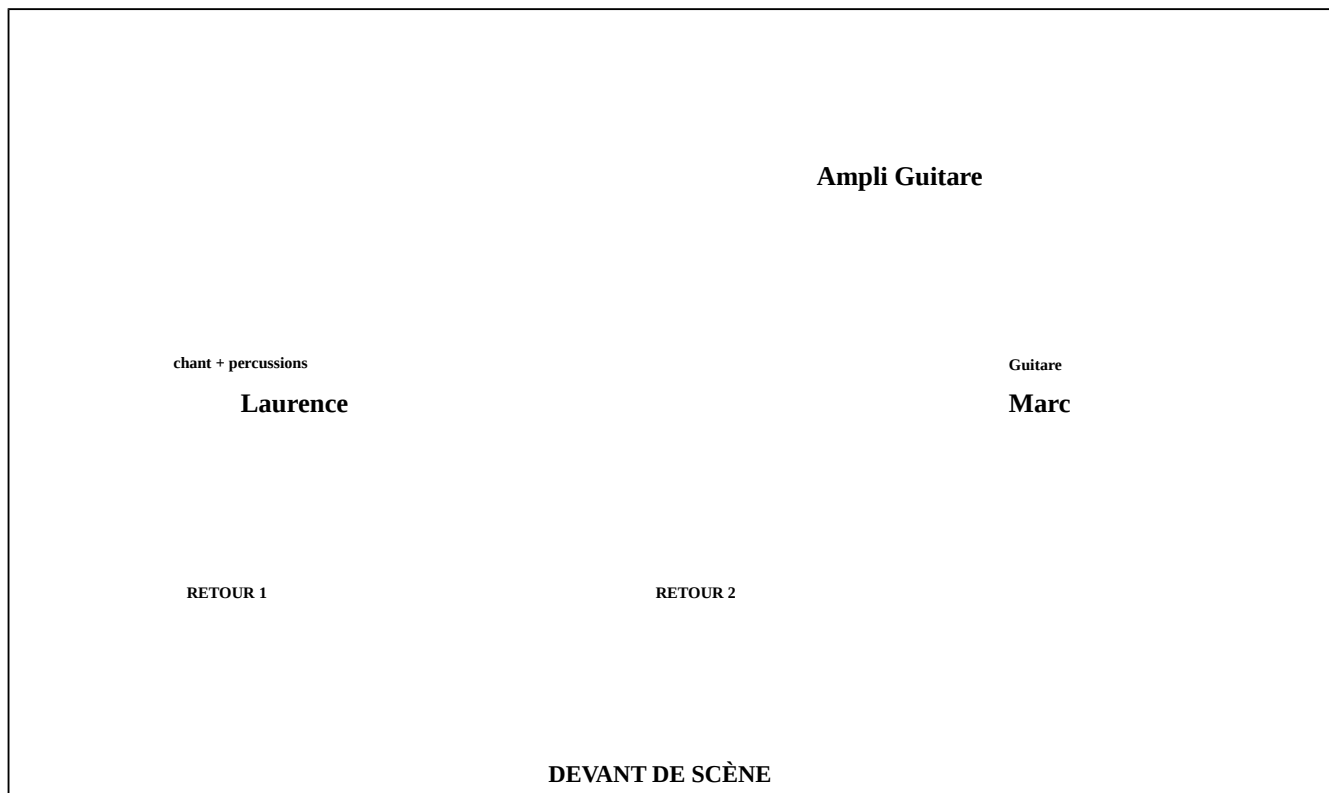 Ampli Guitare
chant + percussions
Guitare
Laurence
Marc
RETOUR 1
RETOUR 2
DEVANT DE SCÈNE